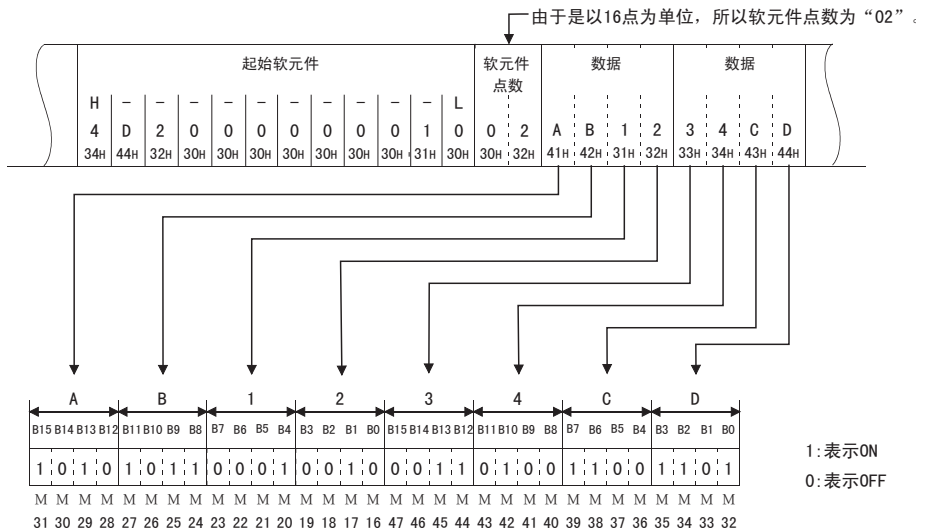 由于是以16点为单位，所以软元件点数为“02”。
起始软元件 软元件 点数 数据 数据
H - - - - - - - - - - L
4 D 2 0 0 0 0 0 0 0 1 0 0 2 A B 1 2 3 4 C D
34H 44H 32H 30H 30H 30H 30H 30H 30H 30H 31H 30H 30H 32H 41H 42H 31H 32H 33H 34H 43H 44H
A B 1 2 3 4 C D
B15 B14 B13 B12 B11 B10 B9 B8 B7 B6 B5 B4 B3 B2 B1 B0 B15 B14 B13 B12 B11 B10 B9 B8 B7 B6 B5 B4 B3 B2 B1 B0
1 0 1 0 1 0 1 1 0 0 0 1 0 0 1 0 0 0 1 1 0 1 0 0 1 1 0 0 1 1 0 1
M M M M M M M M M M M M M M M M M M M M M M M M M M M M M M M M
31 30 29 28 27 26 25 24 23 22 21 20 19 18 17 16 47 46 45 44 43 42 41 40 39 38 37 36 35 34 33 32
1:表示ON
0:表示OFF